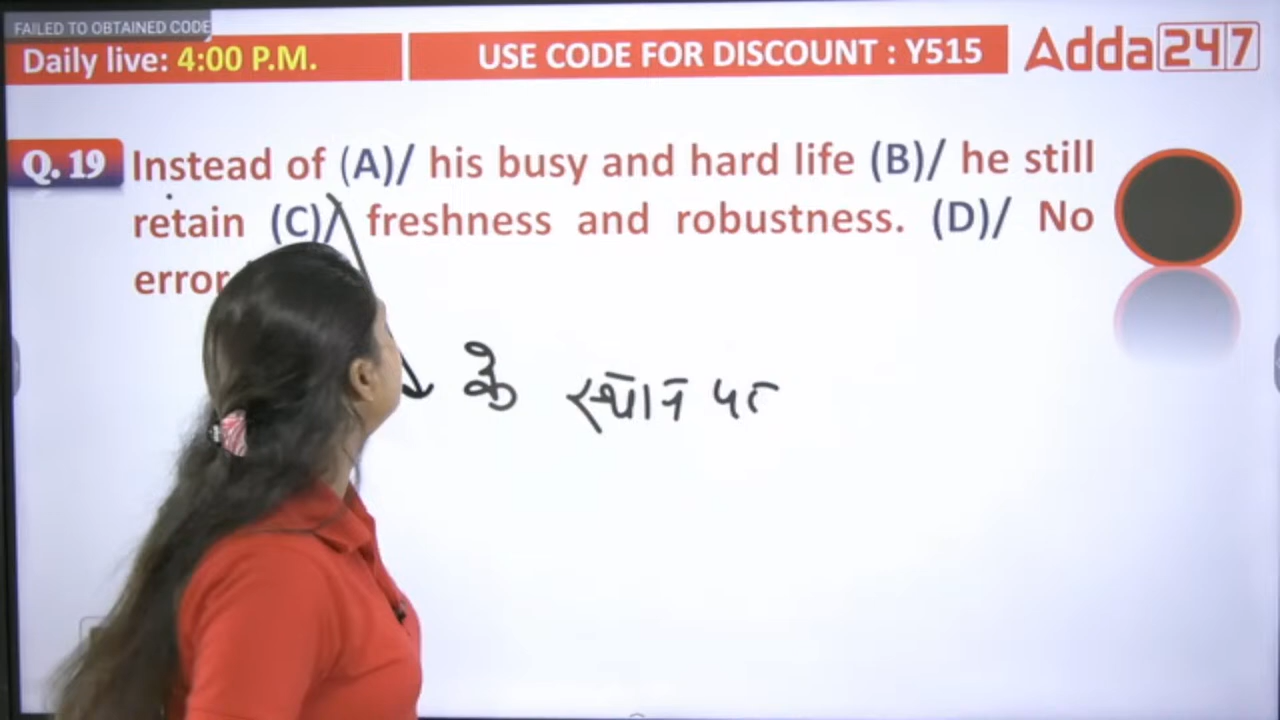 FAILED TO OBTAINED CODE
Daily live: 4:00 P.M.
USE CODE FOR DISCOUNT : Y515
Adda247
Q. 19 Instead of (A)/ his busy and hard life (B)/ he still
retain (C)/ freshness and robustness. (D)/ No
error
के स्थान पर